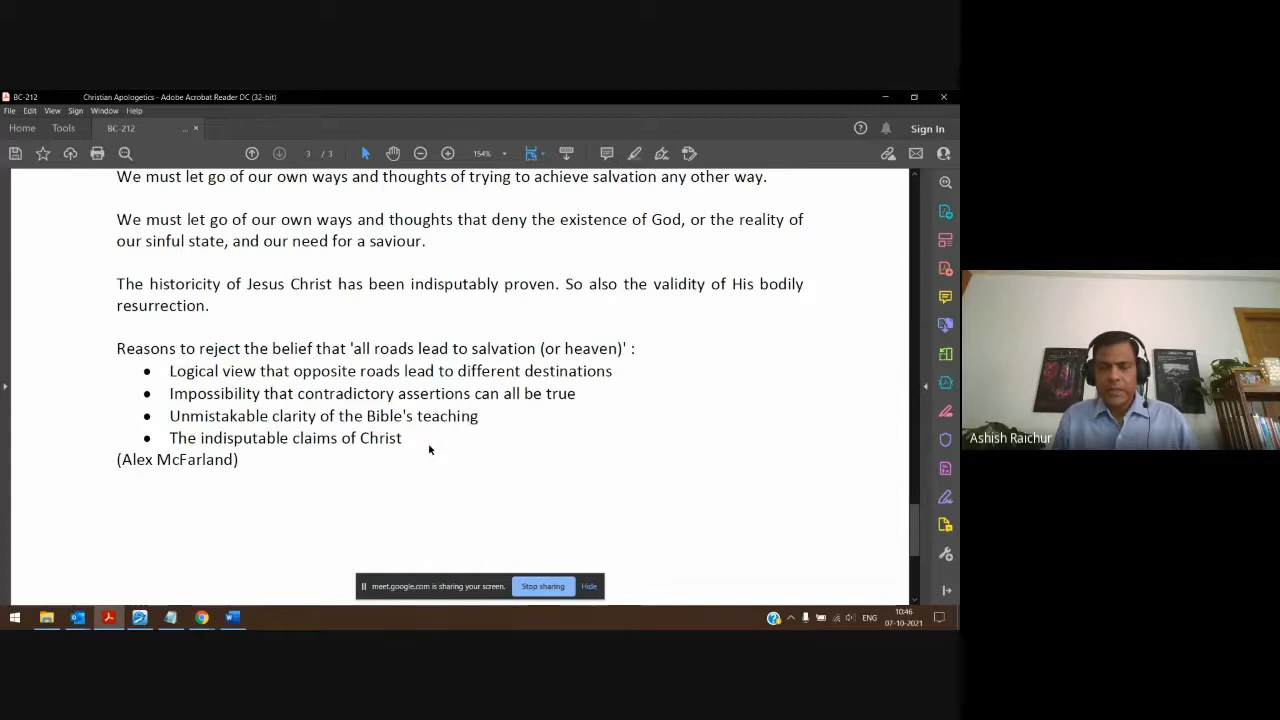 BC-212 Christian Apologetics - Adobe Acrobat Reader DC (32-bit)
File Edit View Sign Window Help
Home Tools BC-212 ... × Sign In
3 / 3 154%
We must let go of our own ways and thoughts of trying to achieve salvation any other way.
We must let go of our own ways and thoughts that deny the existence of God, or the reality of
our sinful state, and our need for a saviour.
The historicity of Jesus Christ has been indisputably proven. So also the validity of His bodily
resurrection.
Reasons to reject the belief that 'all roads lead to salvation (or heaven)' :
• Logical view that opposite roads lead to different destinations
• Impossibility that contradictory assertions can all be true
• Unmistakable clarity of the Bible's teaching
• The indisputable claims of Christ
(Alex McFarland)
Ashish Raichur
meet.google.com is sharing your screen. Stop sharing Hide
ENG
10:46
07-10-2021